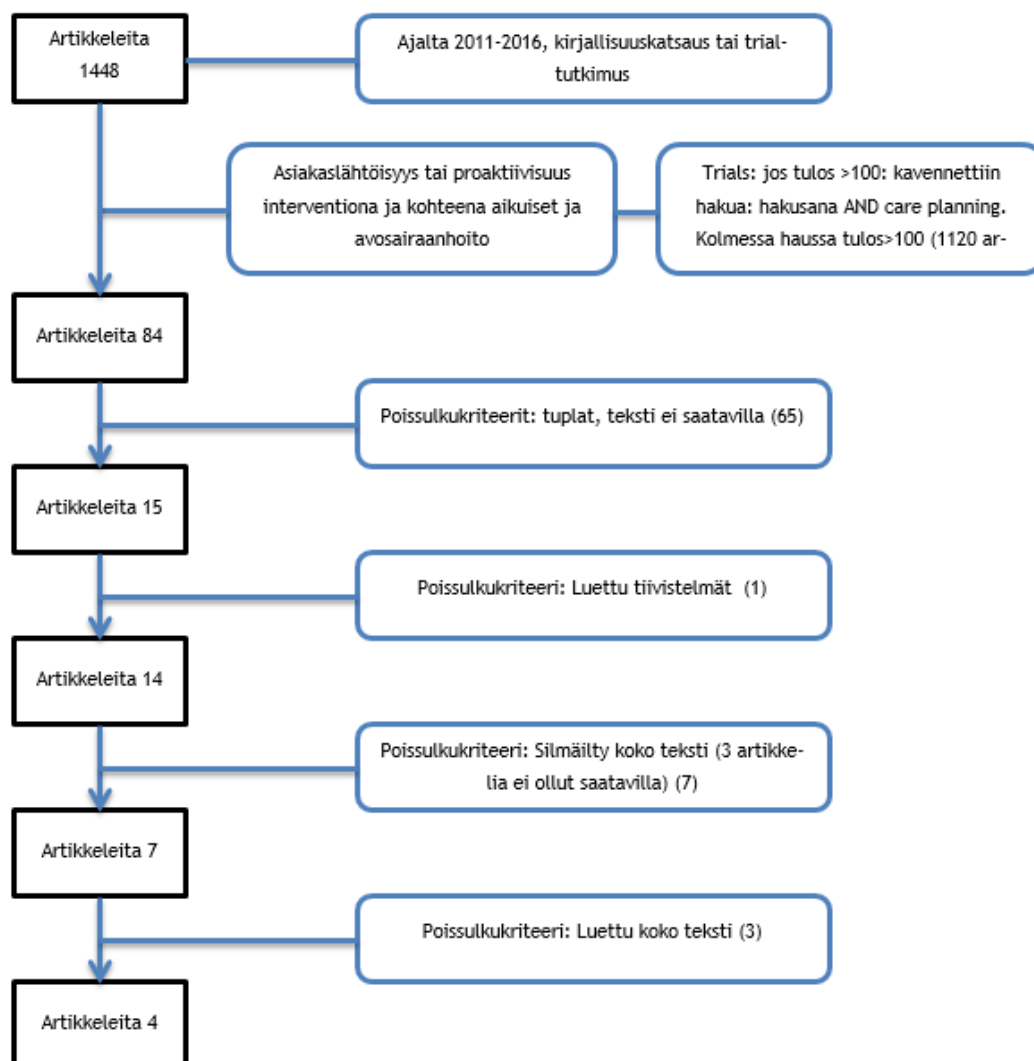 Artikkeleita
1448
Ajalta 2011-2016, kirjallisuuskatsaus tai trial-
tutkimus
Asiakaslähtöisyys tai proaktiivisuus
interventiona ja kohteena aikuiset ja
avosairaanhoito
Trials: jos tulos >100: kavennettiin
hakua: hakusana AND care planning.
Kolmessa haussa tulos>100 (1120 ar-
Artikkeleita 84
Poissulkukriteerit: tuplat, teksti ei saatavilla (65)
Artikkeleita 15
Poissulkukriteeri: Luettu tiivistelmät (1)
Artikkeleita 14
Poissulkukriteeri: Silmäilty koko teksti (3 artikke-
lia ei ollut saatavilla) (7)
Artikkeleita 7
Poissulkukriteeri: Luettu koko teksti (3)
Artikkeleita 4